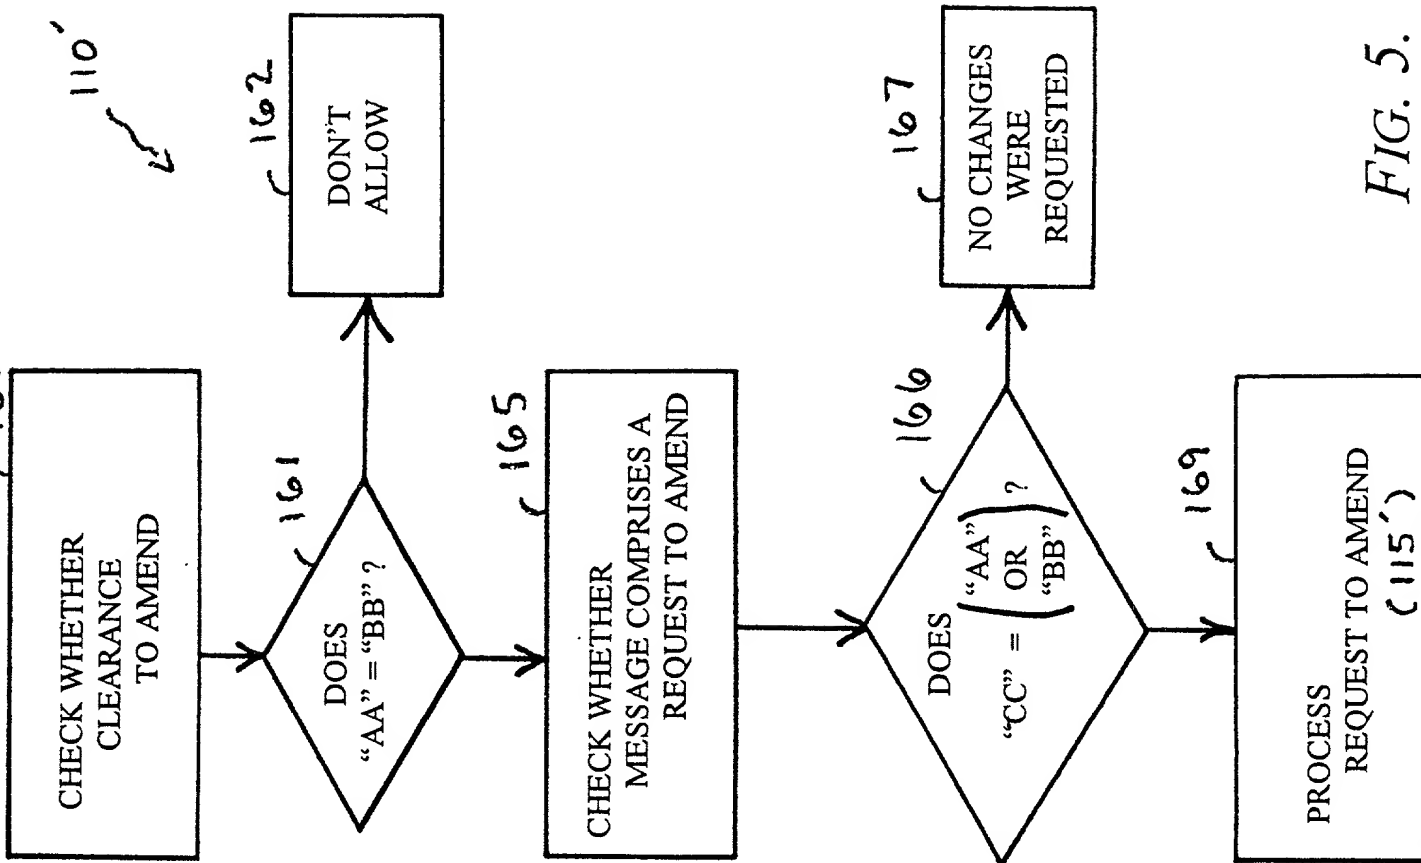 110′
CHECK WHETHER
CLEARANCE
TO AMEND
161
DOES
“AA” = “BB” ?
162
DON'T
ALLOW
165
CHECK WHETHER
MESSAGE COMPRISES A
REQUEST TO AMEND
166
DOES
“CC” = ( “AA” OR “BB” ) ?
167
NO CHANGES
WERE
REQUESTED
169
PROCESS
REQUEST TO AMEND
(115′)
FIG. 5.